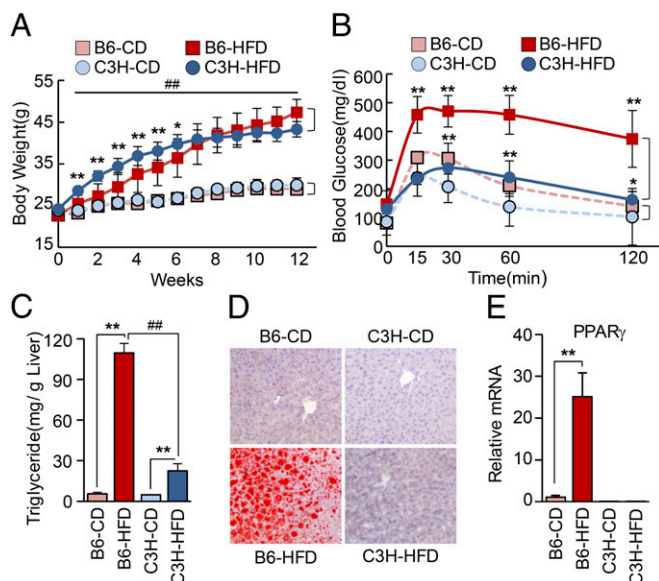 A
B6-CD B6-HFD
C3H-CD C3H-HFD
##
** ** ** ** ** *
Body Weight(g)
55
45
35
25
15
0 2 4 6 8 10 12
Weeks
B
B6-CD B6-HFD
C3H-CD C3H-HFD
Blood Glucose(mg/dl)
600
500
400
300
200
100
0
** ** ** **
** ** *
0 15 30 60 120
Time(min)
C
Triglyceride(mg/ g Liver)
120
90
60
30
0
** ##
**
B6-CD
B6-HFD
C3H-CD
C3H-HFD
D
B6-CD C3H-CD
B6-HFD C3H-HFD
E
PPARγ
Relative mRNA
40
30
20
10
0
**
B6-CD
B6-HFD
C3H-CD
C3H-HFD